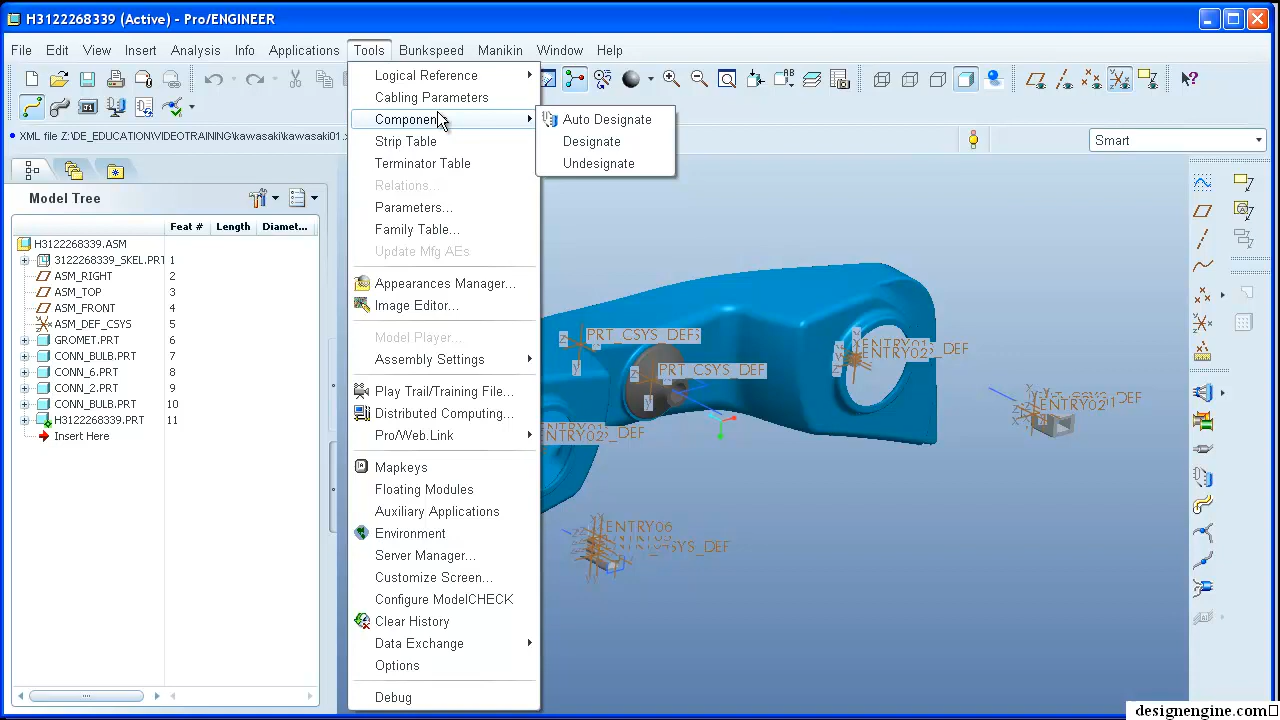 H3122268339 (Active) - Pro/ENGINEER
File Edit View Insert Analysis Info Applications Tools Bunkspeed Manikin Window Help
XML file Z:\DE_EDUCATION\VIDEOTRAINING\kawasaki\kawasaki01.x
Smart
Logical Reference
Cabling Parameters
Component
Strip Table
Terminator Table
Relations...
Parameters...
Family Table...
Update Mfg AEs
Appearances Manager...
Image Editor...
Model Player...
Assembly Settings
Play Trail/Training File...
Distributed Computing...
Pro/Web.Link
Mapkeys
Floating Modules
Auxiliary Applications
Environment
Server Manager...
Customize Screen...
Configure ModelCHECK
Clear History
Data Exchange
Options
Debug
Auto Designate
Designate
Undesignate
Model Tree
Feat # Length Diamet...
H3122268339.ASM
3122268339_SKEL.PRT 1
ASM_RIGHT 2
ASM_TOP 3
ASM_FRONT 4
ASM_DEF_CSYS 5
GROMET.PRT 6
CONN_BULB.PRT 7
CONN_6.PRT 8
CONN_2.PRT 9
CONN_BULB.PRT 10
H3122268339.PRT 11
Insert Here
PRT_CSYS_DEF
PRT_CSYS_DEF
ENTRY02
ENTRY02
ENTRY02
ENTRY06
designengine.com